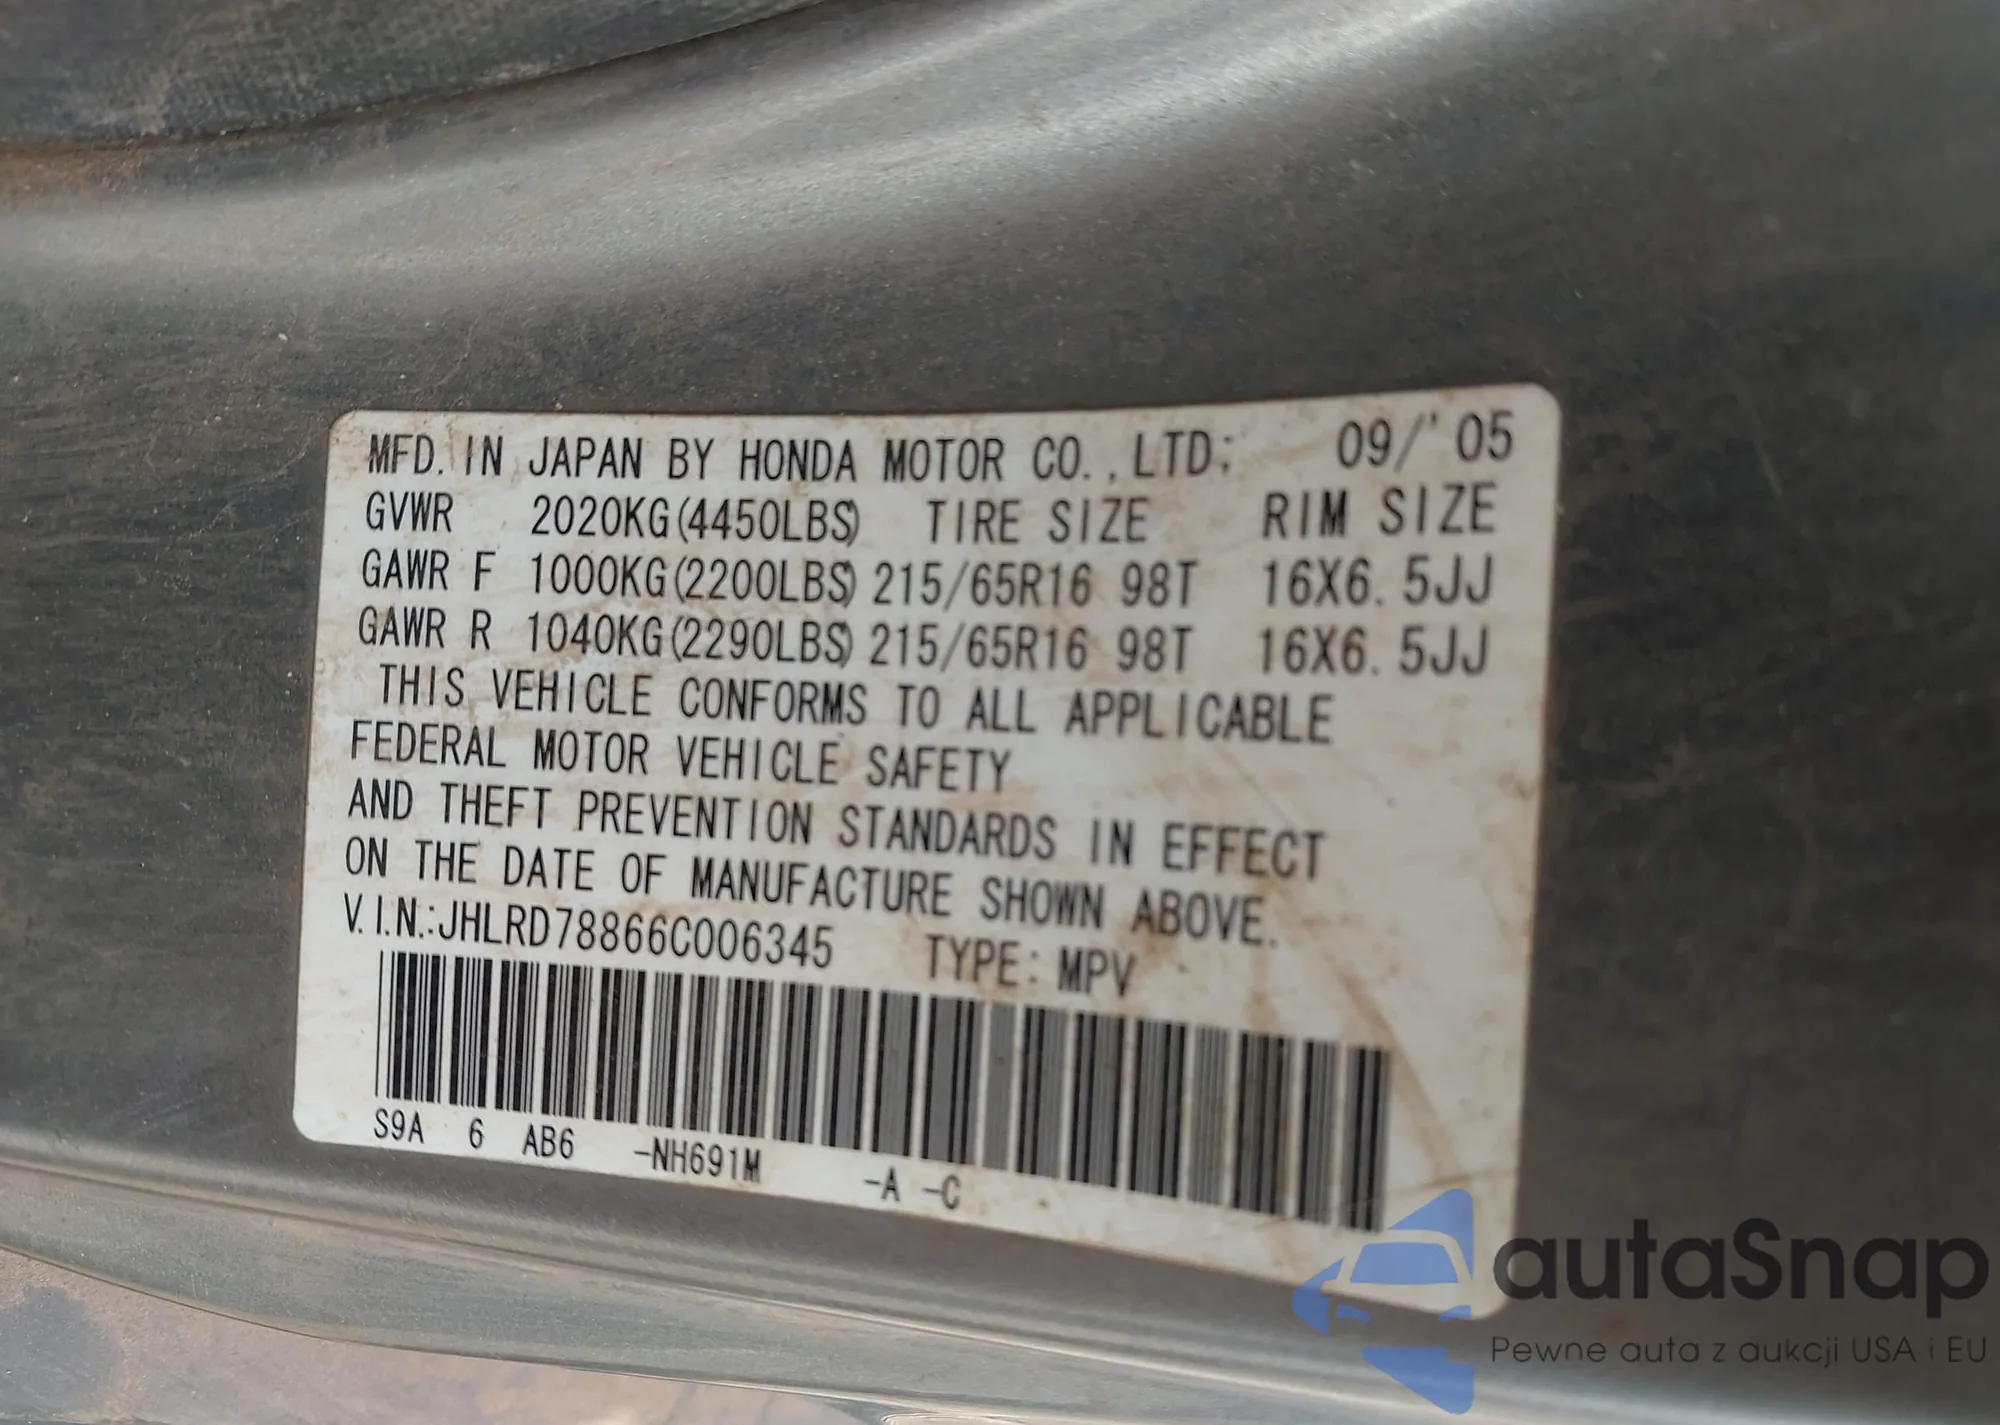 MFD. IN JAPAN BY HONDA MOTOR CO., LTD; 09/'05
GVWR 2020KG(4450LBS) TIRE SIZE RIM SIZE
GAWR F 1000KG(2200LBS) 215/65R16 98T 16X6.5JJ
GAWR R 1040KG(2290LBS) 215/65R16 98T 16X6.5JJ
THIS VEHICLE CONFORMS TO ALL APPLICABLE
FEDERAL MOTOR VEHICLE SAFETY
AND THEFT PREVENTION STANDARDS IN EFFECT
ON THE DATE OF MANUFACTURE SHOWN ABOVE.
V.I.N.:JHLRD78866C006345 TYPE: MPV
S9A 6 AB6 -NH691M -A -C
autaSnap
Pewne auta z aukcji USA i EU